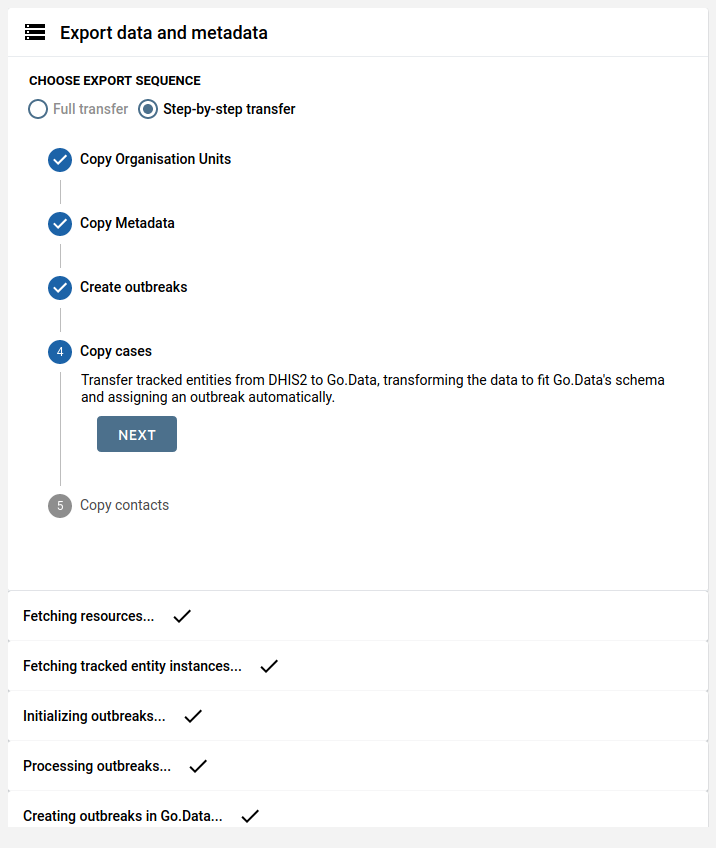 Export data and metadata
CHOOSE EXPORT SEQUENCE
Full transfer Step-by-step transfer
Copy Organisation Units
Copy Metadata
Create outbreaks
4 Copy cases
Transfer tracked entities from DHIS2 to Go.Data, transforming the data to fit Go.Data's schema
and assigning an outbreak automatically.
NEXT
5 Copy contacts
Fetching resources...
Fetching tracked entity instances...
Initializing outbreaks...
Processing outbreaks...
Creating outbreaks in Go.Data...